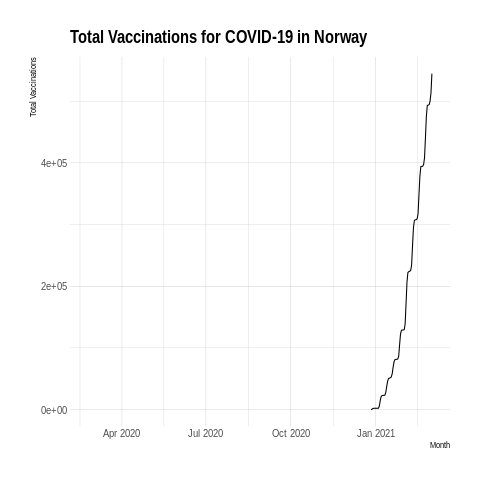 Total Vaccinations for COVID-19 in Norway
Total Vaccinations
4e+05
2e+05
0e+00
Apr 2020 Jul 2020 Oct 2020 Jan 2021
Month